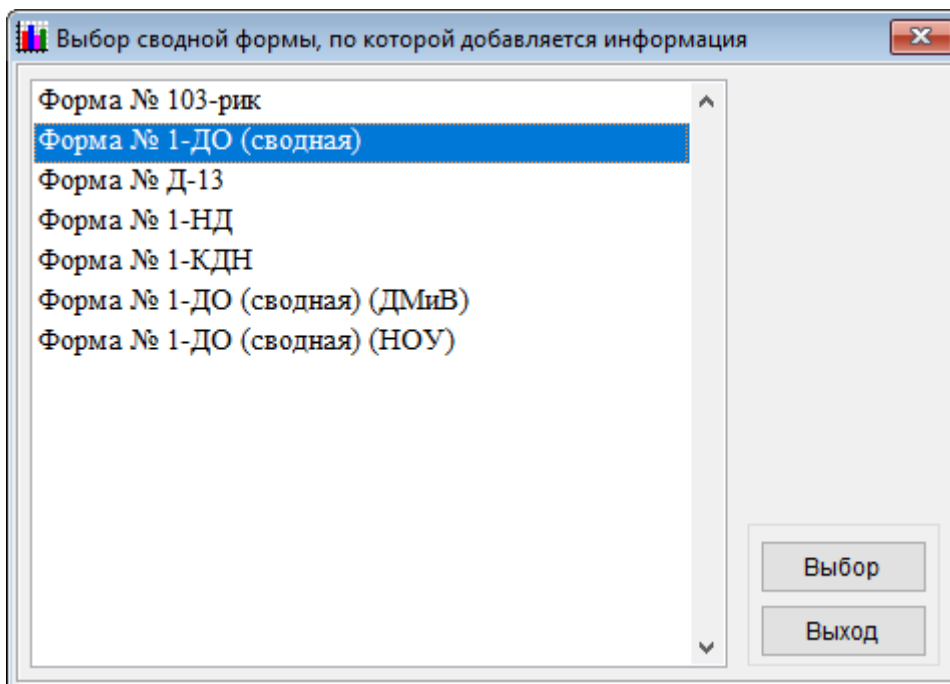 Выбор сводной формы, по которой добавляется информация
Форма № 103-рик
Форма № 1-ДО (сводная)
Форма № Д-13
Форма № 1-НД
Форма № 1-КДН
Форма № 1-ДО (сводная) (ДМиВ)
Форма № 1-ДО (сводная) (НОУ)
Выбор
Выход